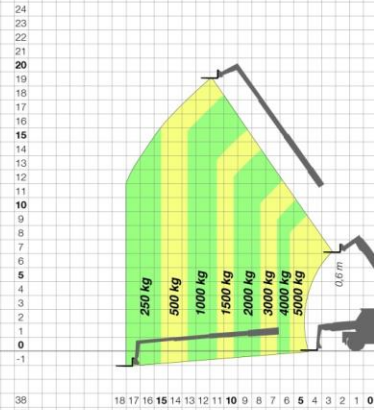 24
23
22
21
20
19
18
17
16
15
14
13
12
11
10
9
8
7
6
5
4
3
2
1
0
-1
250 kg
500 kg
1000 kg
1500 kg
2000 kg
3000 kg
4000 kg
5000 kg
0,6 m
38
18 17 16 15 14 13 12 11 10 9 8 7 6 5 4 3 2 1 0